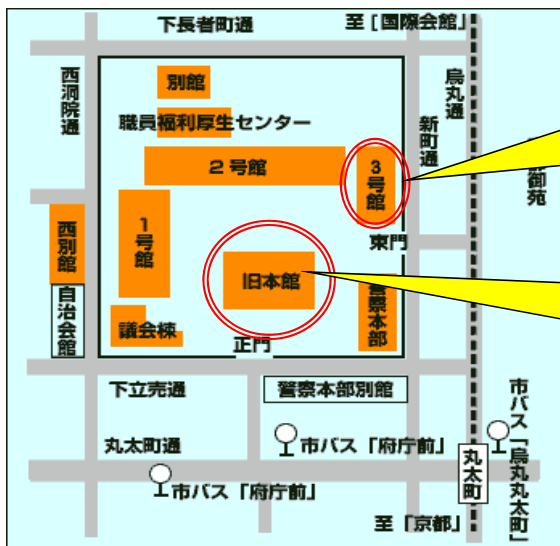 下長者町通
至[国際会館]
西洞院通
別館
烏丸通
職員福利厚生センター
新町通
2号館
3号館
御苑
1号館
東門
西別館
旧本館
自治会館
警察本部
議会棟
正門
下立売通
警察本部別館
丸太町通
市バス「府庁前」
丸太町
市バス「烏丸丸太町」
市バス「府庁前」
至「京都」